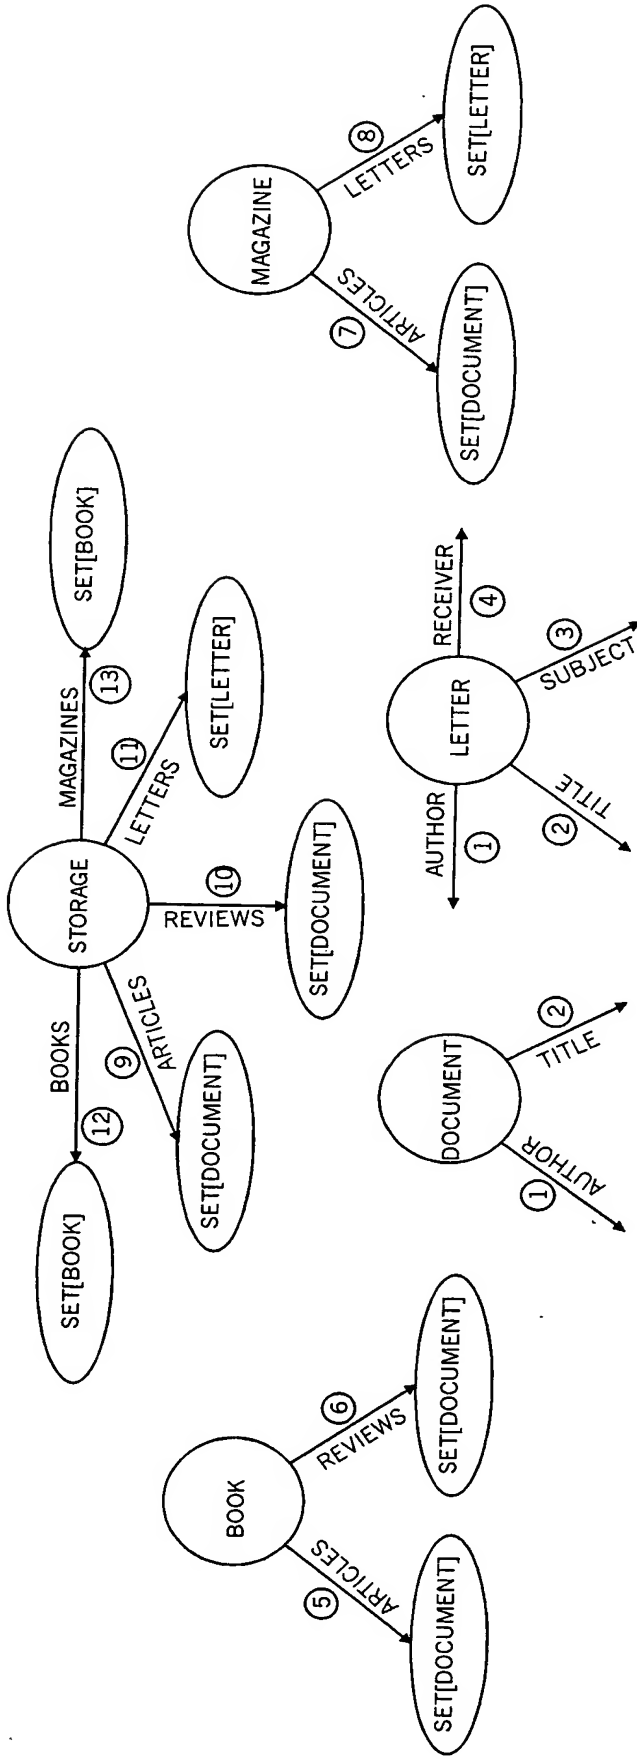 STORAGE
BOOKS
12
SET[BOOK]
ARTICLES
9
SET[DOCUMENT]
REVIEWS
10
SET[DOCUMENT]
LETTERS
11
SET[LETTER]
MAGAZINES
13
SET[BOOK]
BOOK
ARTICLES
5
SET[DOCUMENT]
REVIEWS
6
SET[DOCUMENT]
DOCUMENT
AUTHOR
1
TITLE
2
LETTER
AUTHOR
1
TITLE
2
SUBJECT
3
RECEIVER
4
MAGAZINE
ARTICLES
7
SET[DOCUMENT]
LETTERS
8
SET[LETTER]